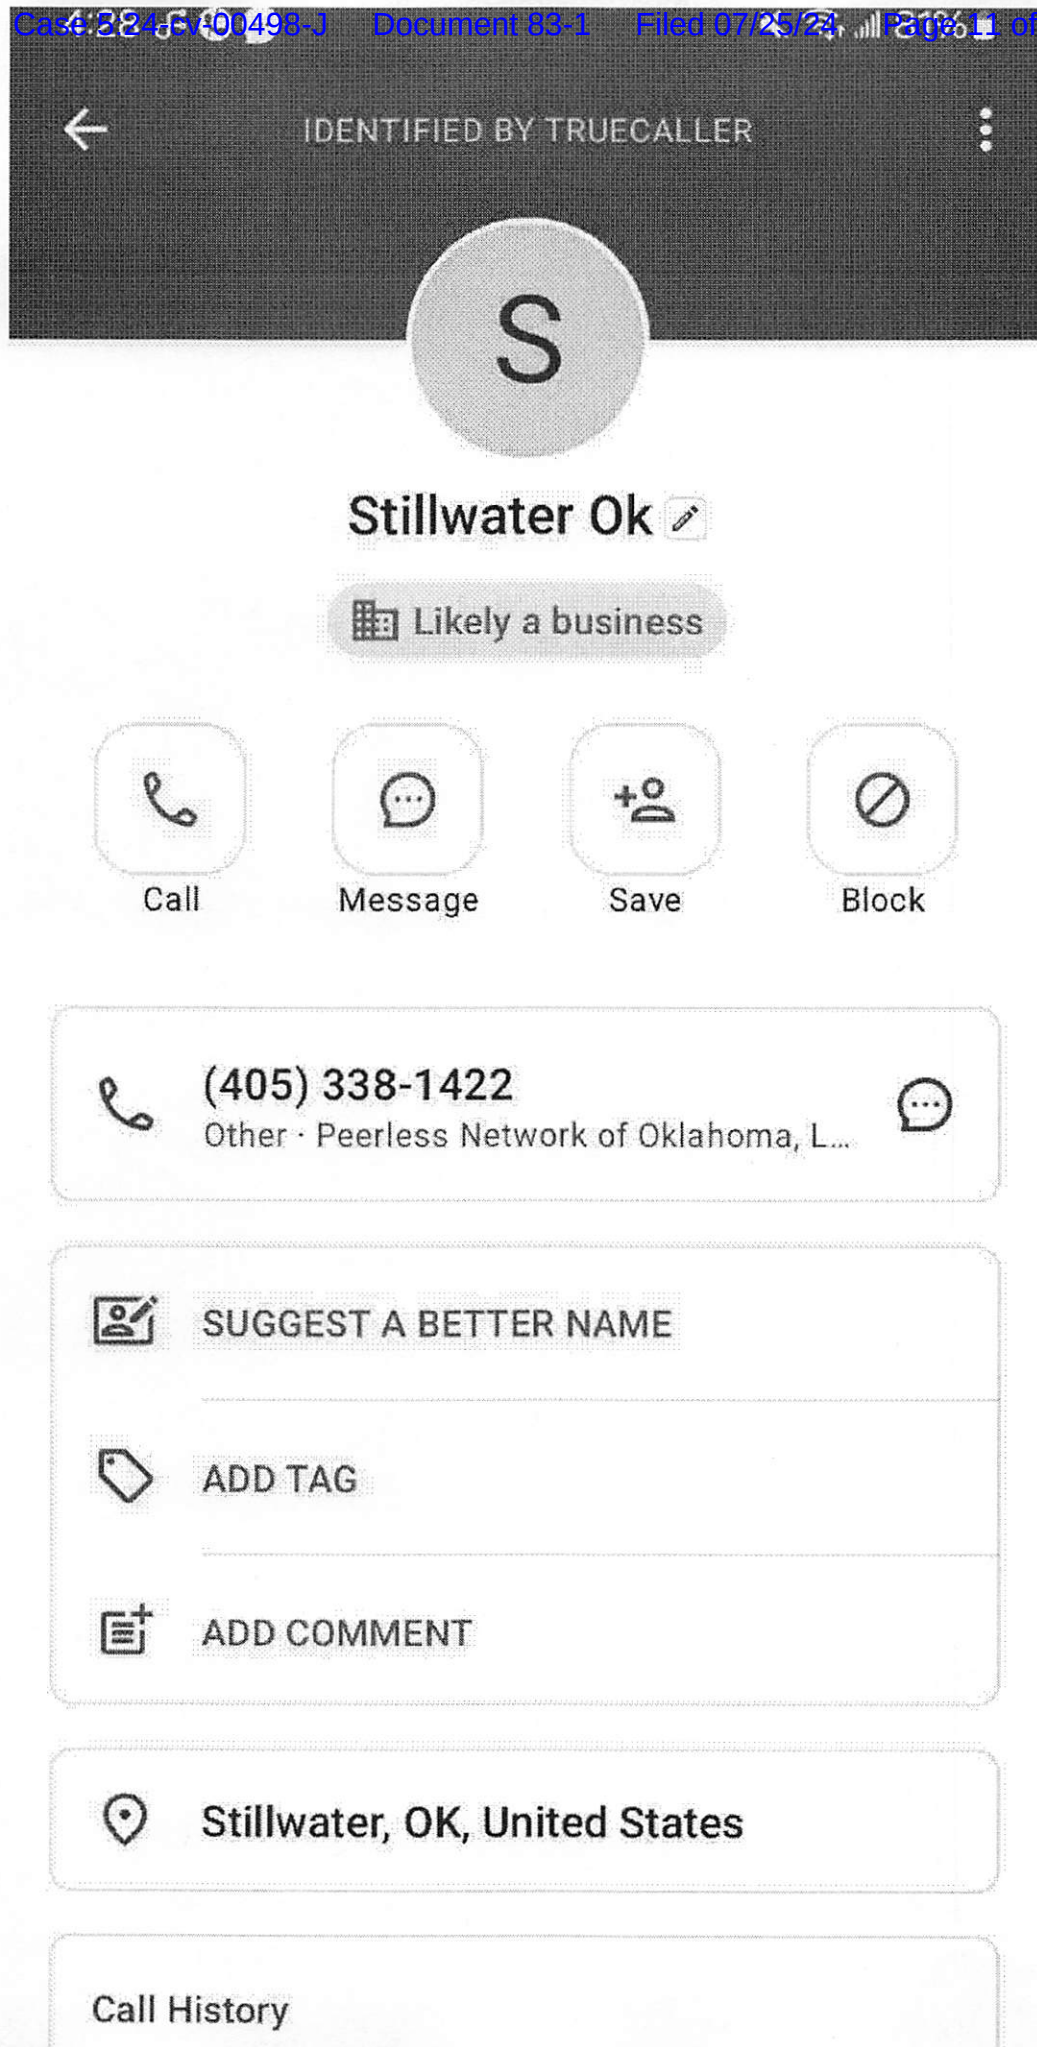 Case 5:24-cv-00498-J Document 83-1 Filed 07/25/24 Page 11 of
IDENTIFIED BY TRUECALLER
S
Stillwater Ok
Likely a business
Call Message Save Block
(405) 338-1422
Other · Peerless Network of Oklahoma, L...
SUGGEST A BETTER NAME
ADD TAG
ADD COMMENT
Stillwater, OK, United States
Call History